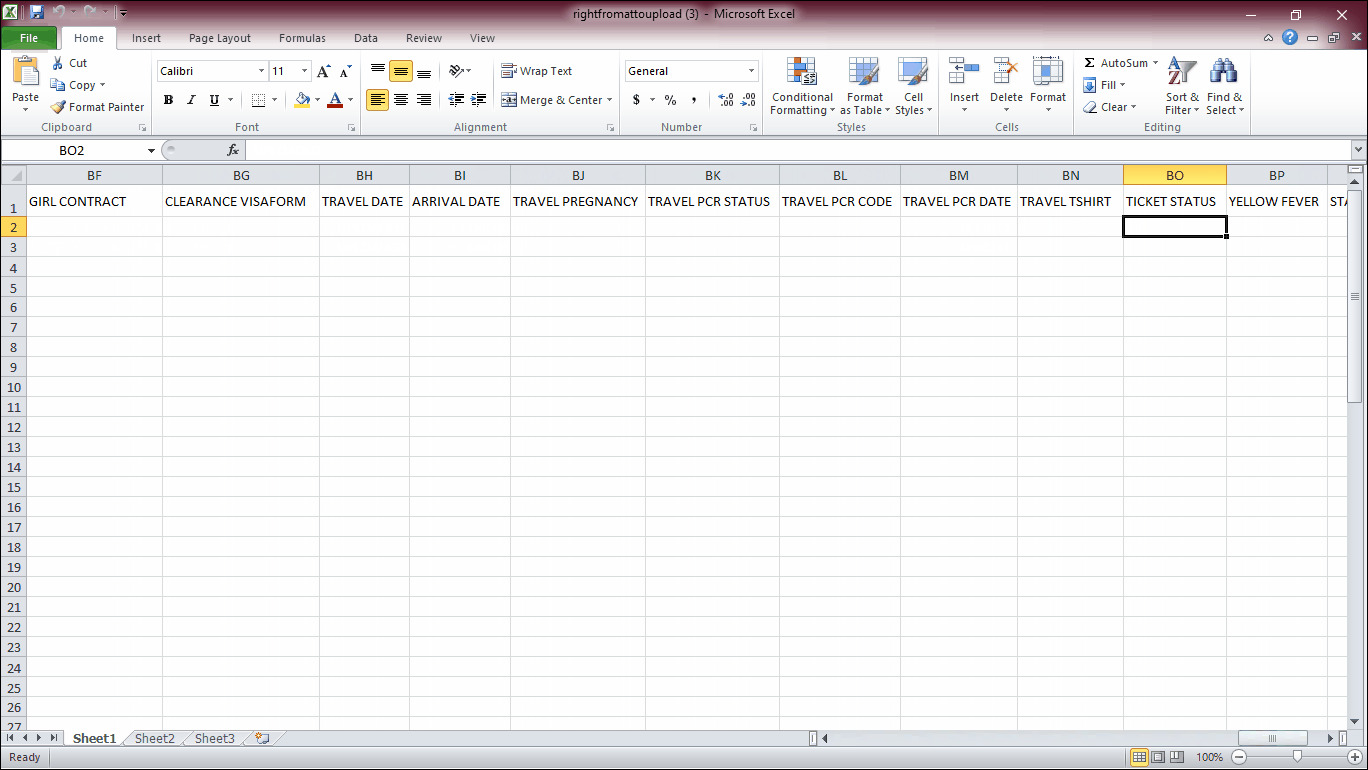 rightfromattoupload (3) - Microsoft Excel
File Home Insert Page Layout Formulas Data Review View
Paste Cut Copy Format Painter Clipboard
Calibri 11 A A B I U A Font
Wrap Text Merge & Center Alignment
General $ % , .0 .00 .00 .0 Number
Conditional Formatting Format as Table Cell Styles Styles
Insert Delete Format Cells
Σ AutoSum Fill Clear Sort & Filter Find & Select Editing
BO2 fx
BF BG BH BI BJ BK BL BM BN BO BP
1 GIRL CONTRACT CLEARANCE VISAFORM TRAVEL DATE ARRIVAL DATE TRAVEL PREGNANCY TRAVEL PCR STATUS TRAVEL PCR CODE TRAVEL PCR DATE TRAVEL TSHIRT TICKET STATUS YELLOW FEVER
2
3
4
5
6
7
8
9
10
11
12
13
14
15
16
17
18
19
20
21
22
23
24
25
26
27
Sheet1 Sheet2 Sheet3
Ready 100%